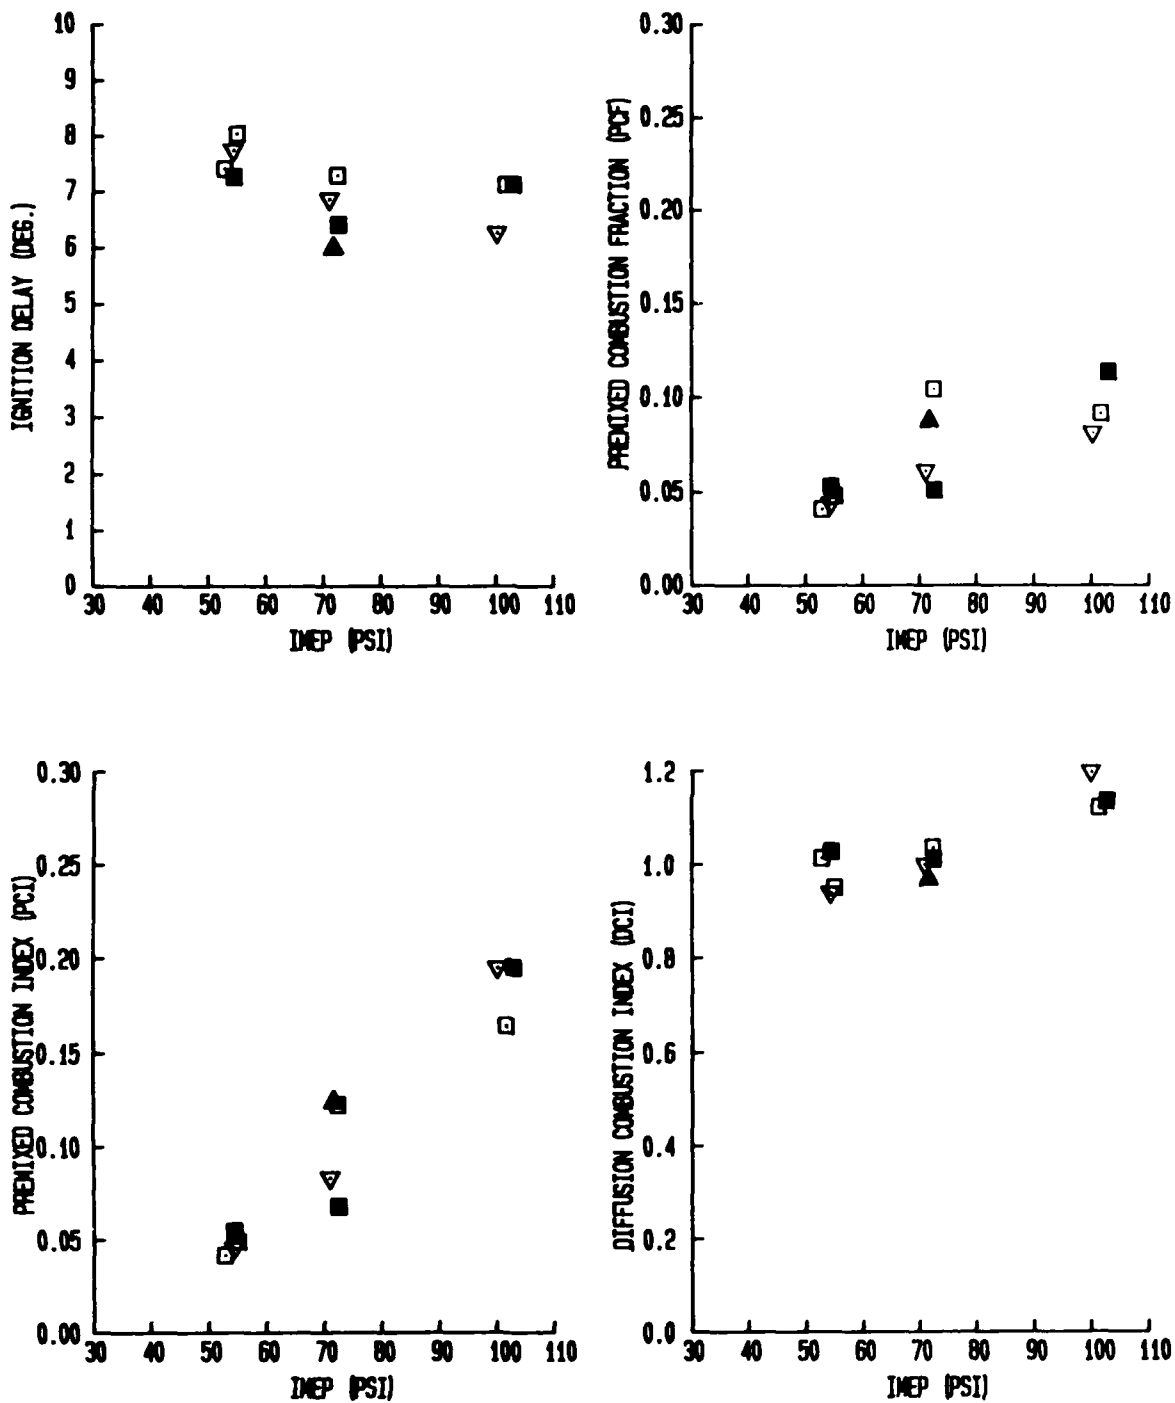 10
9
8
7
6
5
4
3
2
1
0
IGNITION DELAY (DEG.)
30 40 50 60 70 80 90 100 110
IMEP (PSI)
0.30
0.25
0.20
0.15
0.10
0.05
0.00
PREMIXED COMBUSTION FRACTION (PCF)
30 40 50 60 70 80 90 100 110
IMEP (PSI)
0.30
0.25
0.20
0.15
0.10
0.05
0.00
PREMIXED COMBUSTION INDEX (PCI)
30 40 50 60 70 80 90 100 110
IMEP (PSI)
1.2
1.0
0.8
0.6
0.4
0.2
0.0
DIFFUSION COMBUSTION INDEX (DCI)
30 40 50 60 70 80 90 100 110
IMEP (PSI)